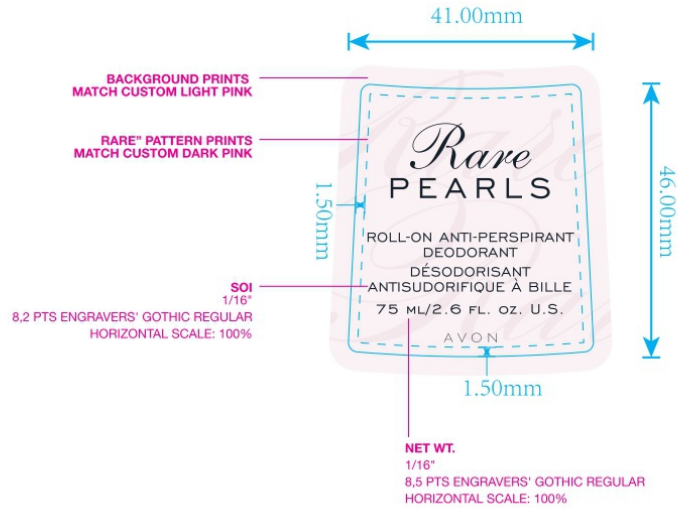 41.00mm
BACKGROUND PRINTS
MATCH CUSTOM LIGHT PINK
RARE" PATTERN PRINTS
MATCH CUSTOM DARK PINK
Rare
PEARLS
1.50mm
46.00mm
ROLL-ON ANTI-PERSPIRANT
DEODORANT
DÉSODORISANT
ANTISUDORIFIQUE À BILLE
SOI
1/16"
8,2 PTS ENGRAVERS' GOTHIC REGULAR
HORIZONTAL SCALE: 100%
75 ML/2.6 FL. OZ. U.S.
AVON
1.50mm
NET WT.
1/16"
8,5 PTS ENGRAVERS' GOTHIC REGULAR
HORIZONTAL SCALE: 100%